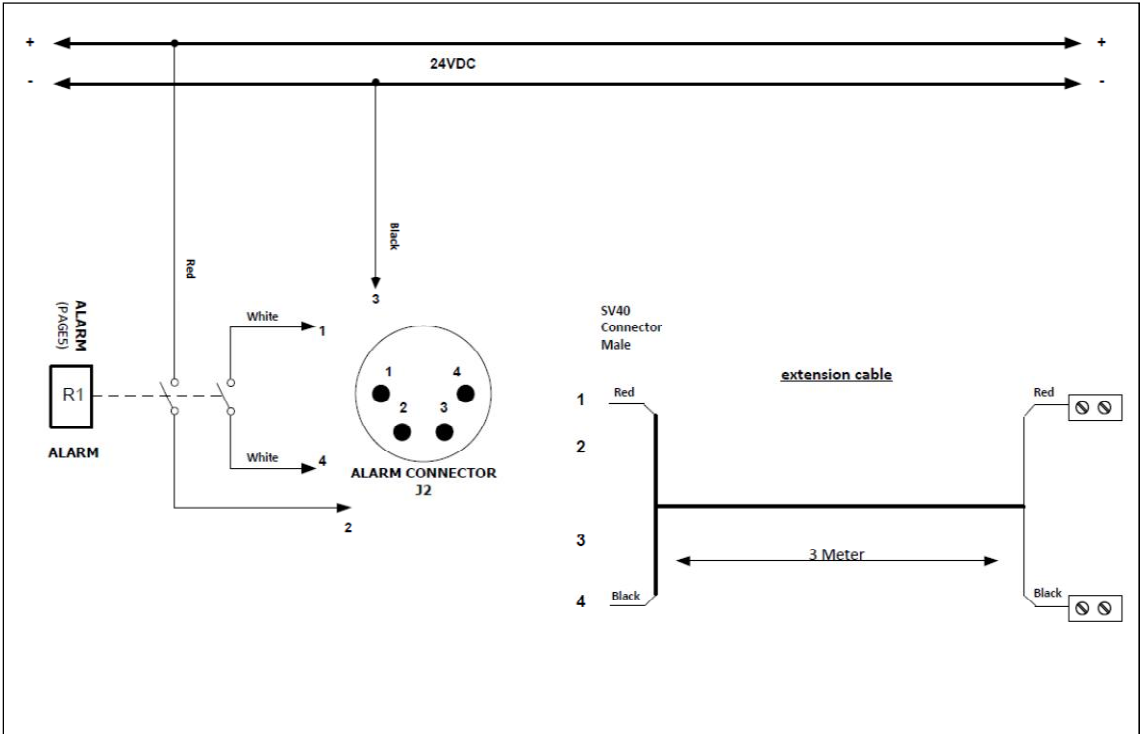 +
+
24VDC
-
-
Black
Red
3
ALARM
(PAGE5)
White
1
R1
ALARM
White
4
2
1
4
2
3
ALARM CONNECTOR
J2
SV40
Connector
Male
extension cable
1
Red
Red
2
3
3 Meter
4
Black
Black